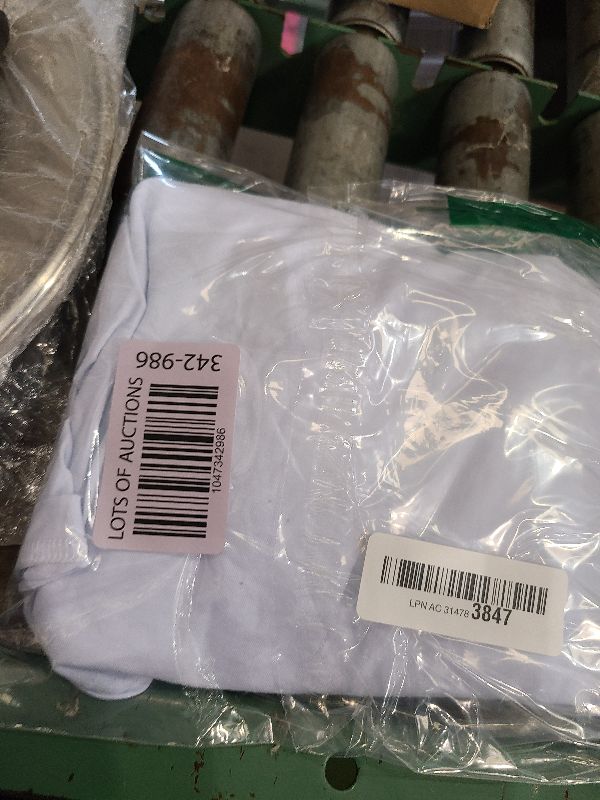 LOTS OF AUCTIONS
1047342986
342-986
LPN AC 31478 3847